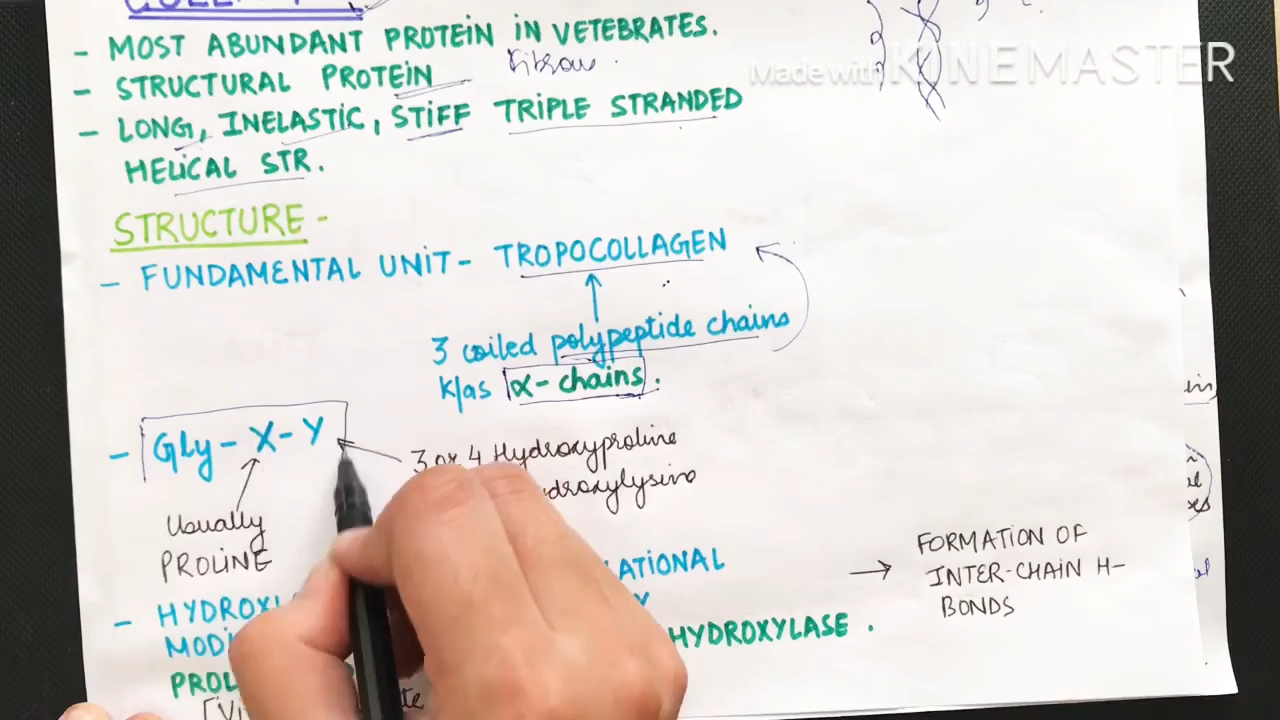 - MOST ABUNDANT PROTEIN IN VETEBRATES.
- STRUCTURAL PROTEIN
Made with KINEMASTER
- LONG, INELASTIC, STIFF TRIPLE STRANDED
HELICAL STR.
STRUCTURE -
- FUNDAMENTAL UNIT - TROPOCOLLAGEN
3 coiled polypeptide chains
k/as α-chains.
- Gly - X - Y
3 or 4 Hydroxyproline
Usually
PROLINE
FORMATION OF
INTER-CHAIN H-
BONDS
→
HYDROXYLASE.